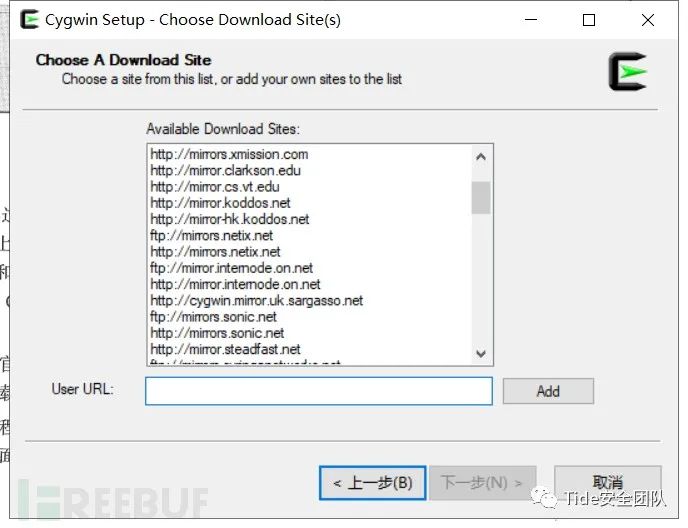 Cygwin Setup - Choose Download Site(s)
Choose A Download Site
Choose a site from this list, or add your own sites to the list
Available Download Sites:
http://mirrors.xmission.com
http://mirror.clarkson.edu
http://mirror.cs.vt.edu
http://mirror.koddos.net
http://mirror-hk.koddos.net
ftp://mirrors.netix.net
http://mirrors.netix.net
ftp://mirror.internode.on.net
http://mirror.internode.on.net
http://cygwin.mirror.uk.sargasso.net
ftp://mirrors.sonic.net
http://mirrors.sonic.net
http://mirror.steadfast.net
User URL:
Add
< 上一步(B)
下一步(N) >
取消
REEBUF
Tide安全团队